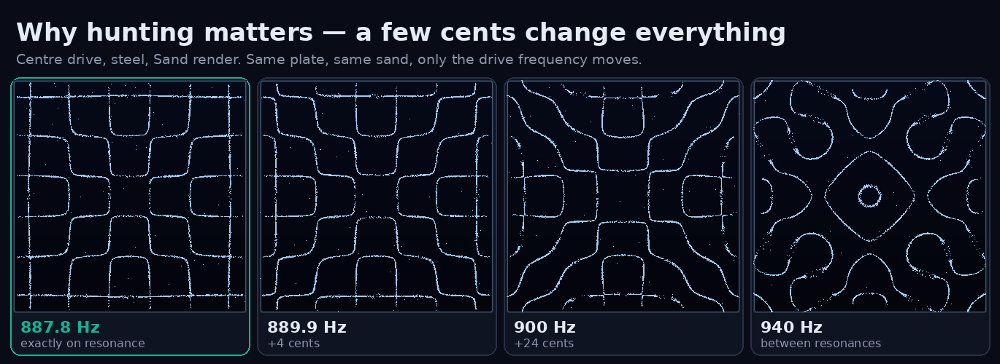 Why hunting matters — a few cents change everything
Centre drive, steel, Sand render. Same plate, same sand, only the drive frequency moves.
887.8 Hz
exactly on resonance
889.9 Hz
+4 cents
900 Hz
+24 cents
940 Hz
between resonances